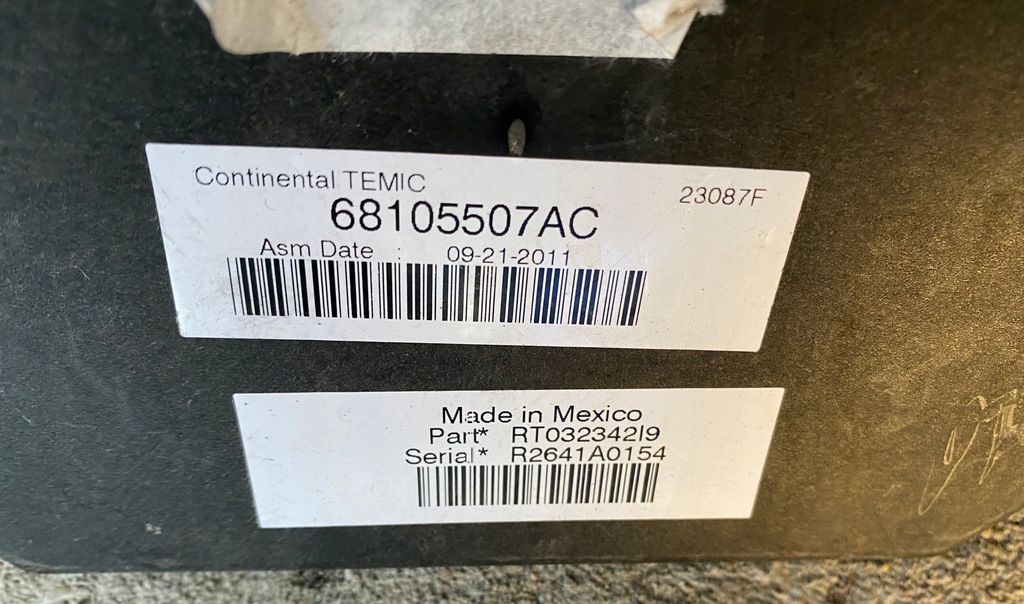 Continental TEMIC 23087F
68105507AC
Asm Date : 09-21-2011
Made in Mexico
Part* RT032342I9
Serial* R2641A0154